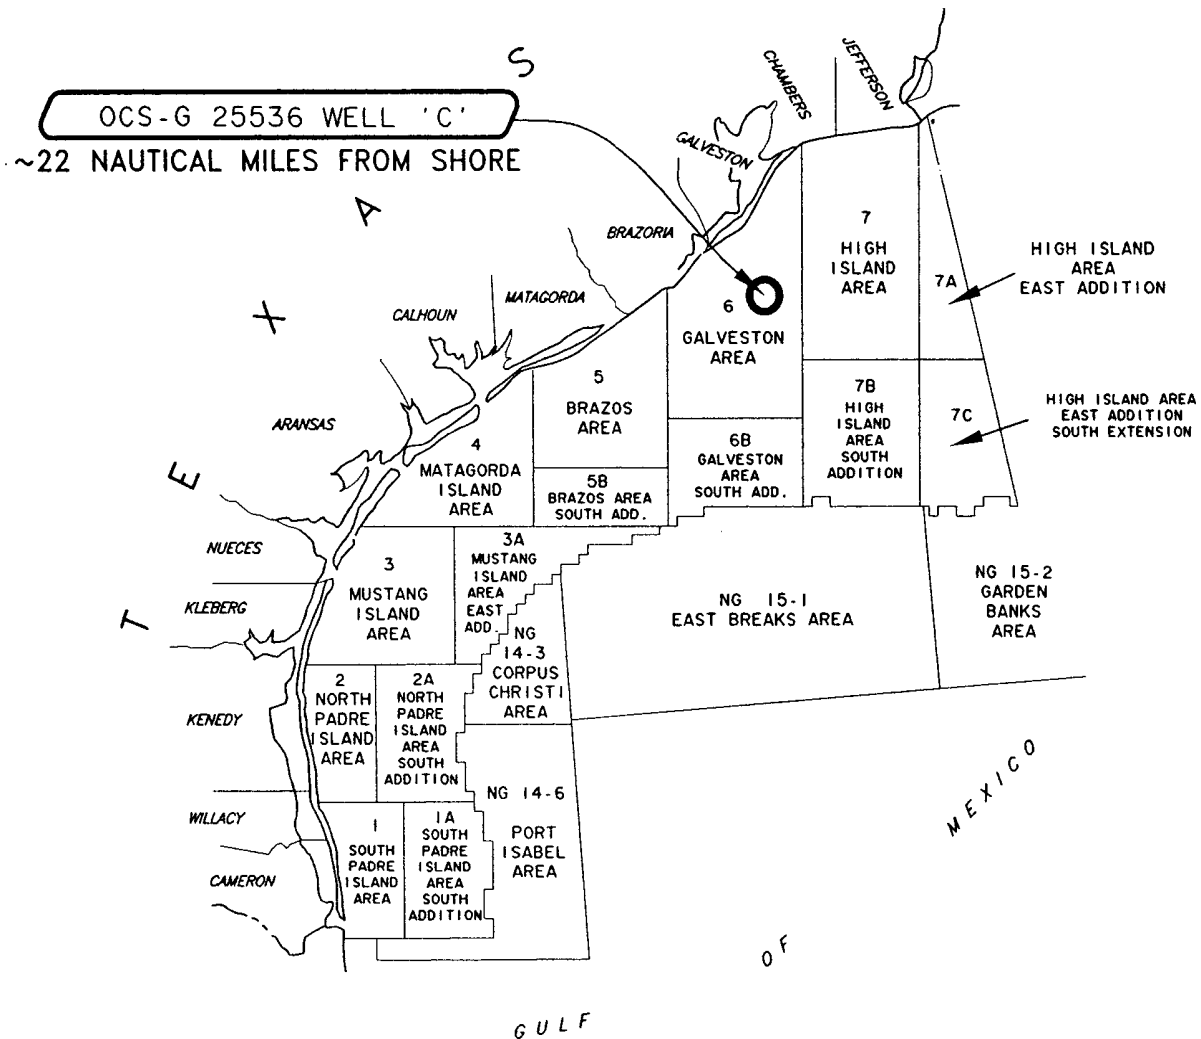 OCS-G 25536 WELL 'C'
~22 NAUTICAL MILES FROM SHORE
T E X A S
JEFFERSON
CHAMBERS
GALVESTON
BRAZORIA
MATAGORDA
CALHOUN
ARANSAS
NUECES
KLEBERG
KENEDY
WILLACY
CAMERON
7
HIGH
ISLAND
AREA
7A
HIGH ISLAND
AREA
EAST ADDITION
6
GALVESTON
AREA
7B
HIGH
ISLAND
AREA
SOUTH
ADDITION
7C
HIGH ISLAND AREA
EAST ADDITION
SOUTH EXTENSION
5
BRAZOS
AREA
6B
GALVESTON
AREA
SOUTH ADD.
4
MATAGORDA
ISLAND
AREA
5B
BRAZOS AREA
SOUTH ADD.
3
MUSTANG
ISLAND
AREA
3A
MUSTANG
ISLAND
AREA
EAST
ADD.
NG
14-3
CORPUS
CHRISTI
AREA
NG 15-1
EAST BREAKS AREA
NG 15-2
GARDEN
BANKS
AREA
2
NORTH
PADRE
ISLAND
AREA
2A
NORTH
PADRE
ISLAND
AREA
SOUTH
ADDITION
NG 14-6
PORT
ISABEL
AREA
1
SOUTH
PADRE
ISLAND
AREA
1A
SOUTH
PADRE
ISLAND
AREA
SOUTH
ADDITION
GULF OF MEXICO